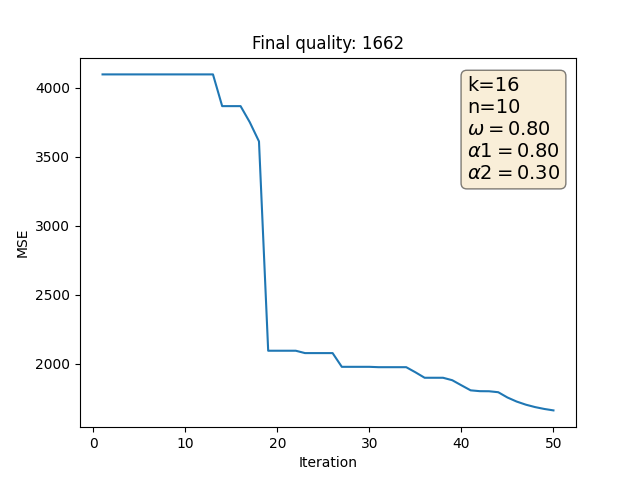 Final quality: 1662
k=16
n=10
ω = 0.80
α1 = 0.80
α2 = 0.30
4000
3500
3000
2500
2000
MSE
0 10 20 30 40 50
Iteration